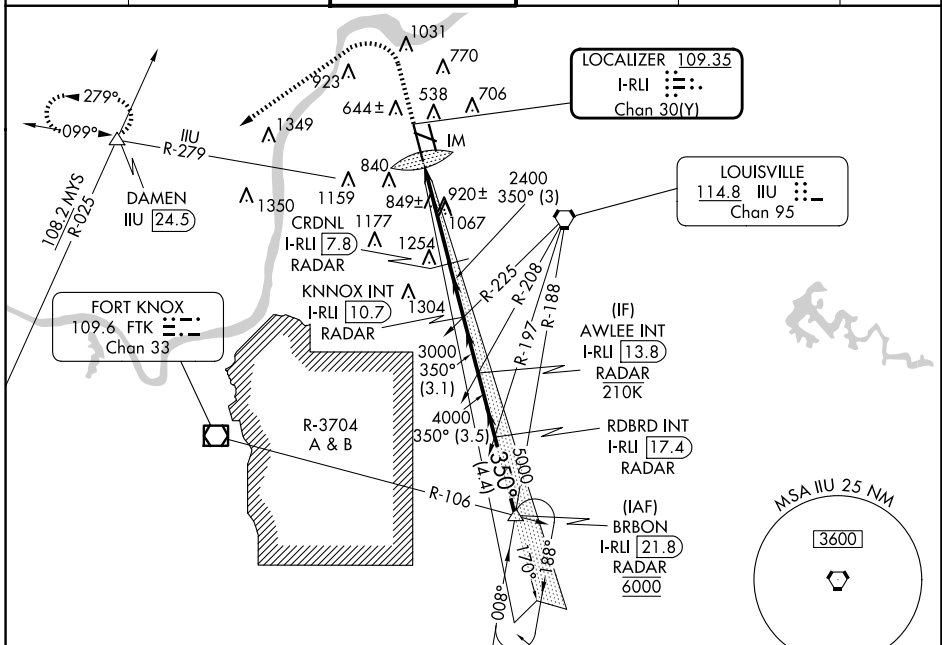 1031
770
923
644±
538
706
LOCALIZER 109.35
I-RLI
Chan 30(Y)
279°
099°
IIU
R-279
1349
IM
DAMEN
IIU 24.5
108.2 MYS
R-025
1350
1159
840
849±
920±
1067
2400
350° (3)
LOUISVILLE
114.8 IIU
Chan 95
CRDNL
I-RLI 7.8
RADAR
1177
1254
KNNOX INT
I-RLI 10.7
RADAR
1304
R-225
R-208
R-197
R-188
FORT KNOX
109.6 FTK
Chan 33
3000
350°
(3.1)
(IF)
AWLEE INT
I-RLI 13.8
RADAR
210K
R-3704
A & B
4000
350° (3.5)
RDBRD INT
I-RLI 17.4
RADAR
350°
(4.4)
5000
R-106
(IAF)
BRBON
I-RLI 21.8
RADAR
6000
170°
188°
008°
MSA IIU 25 NM
3600